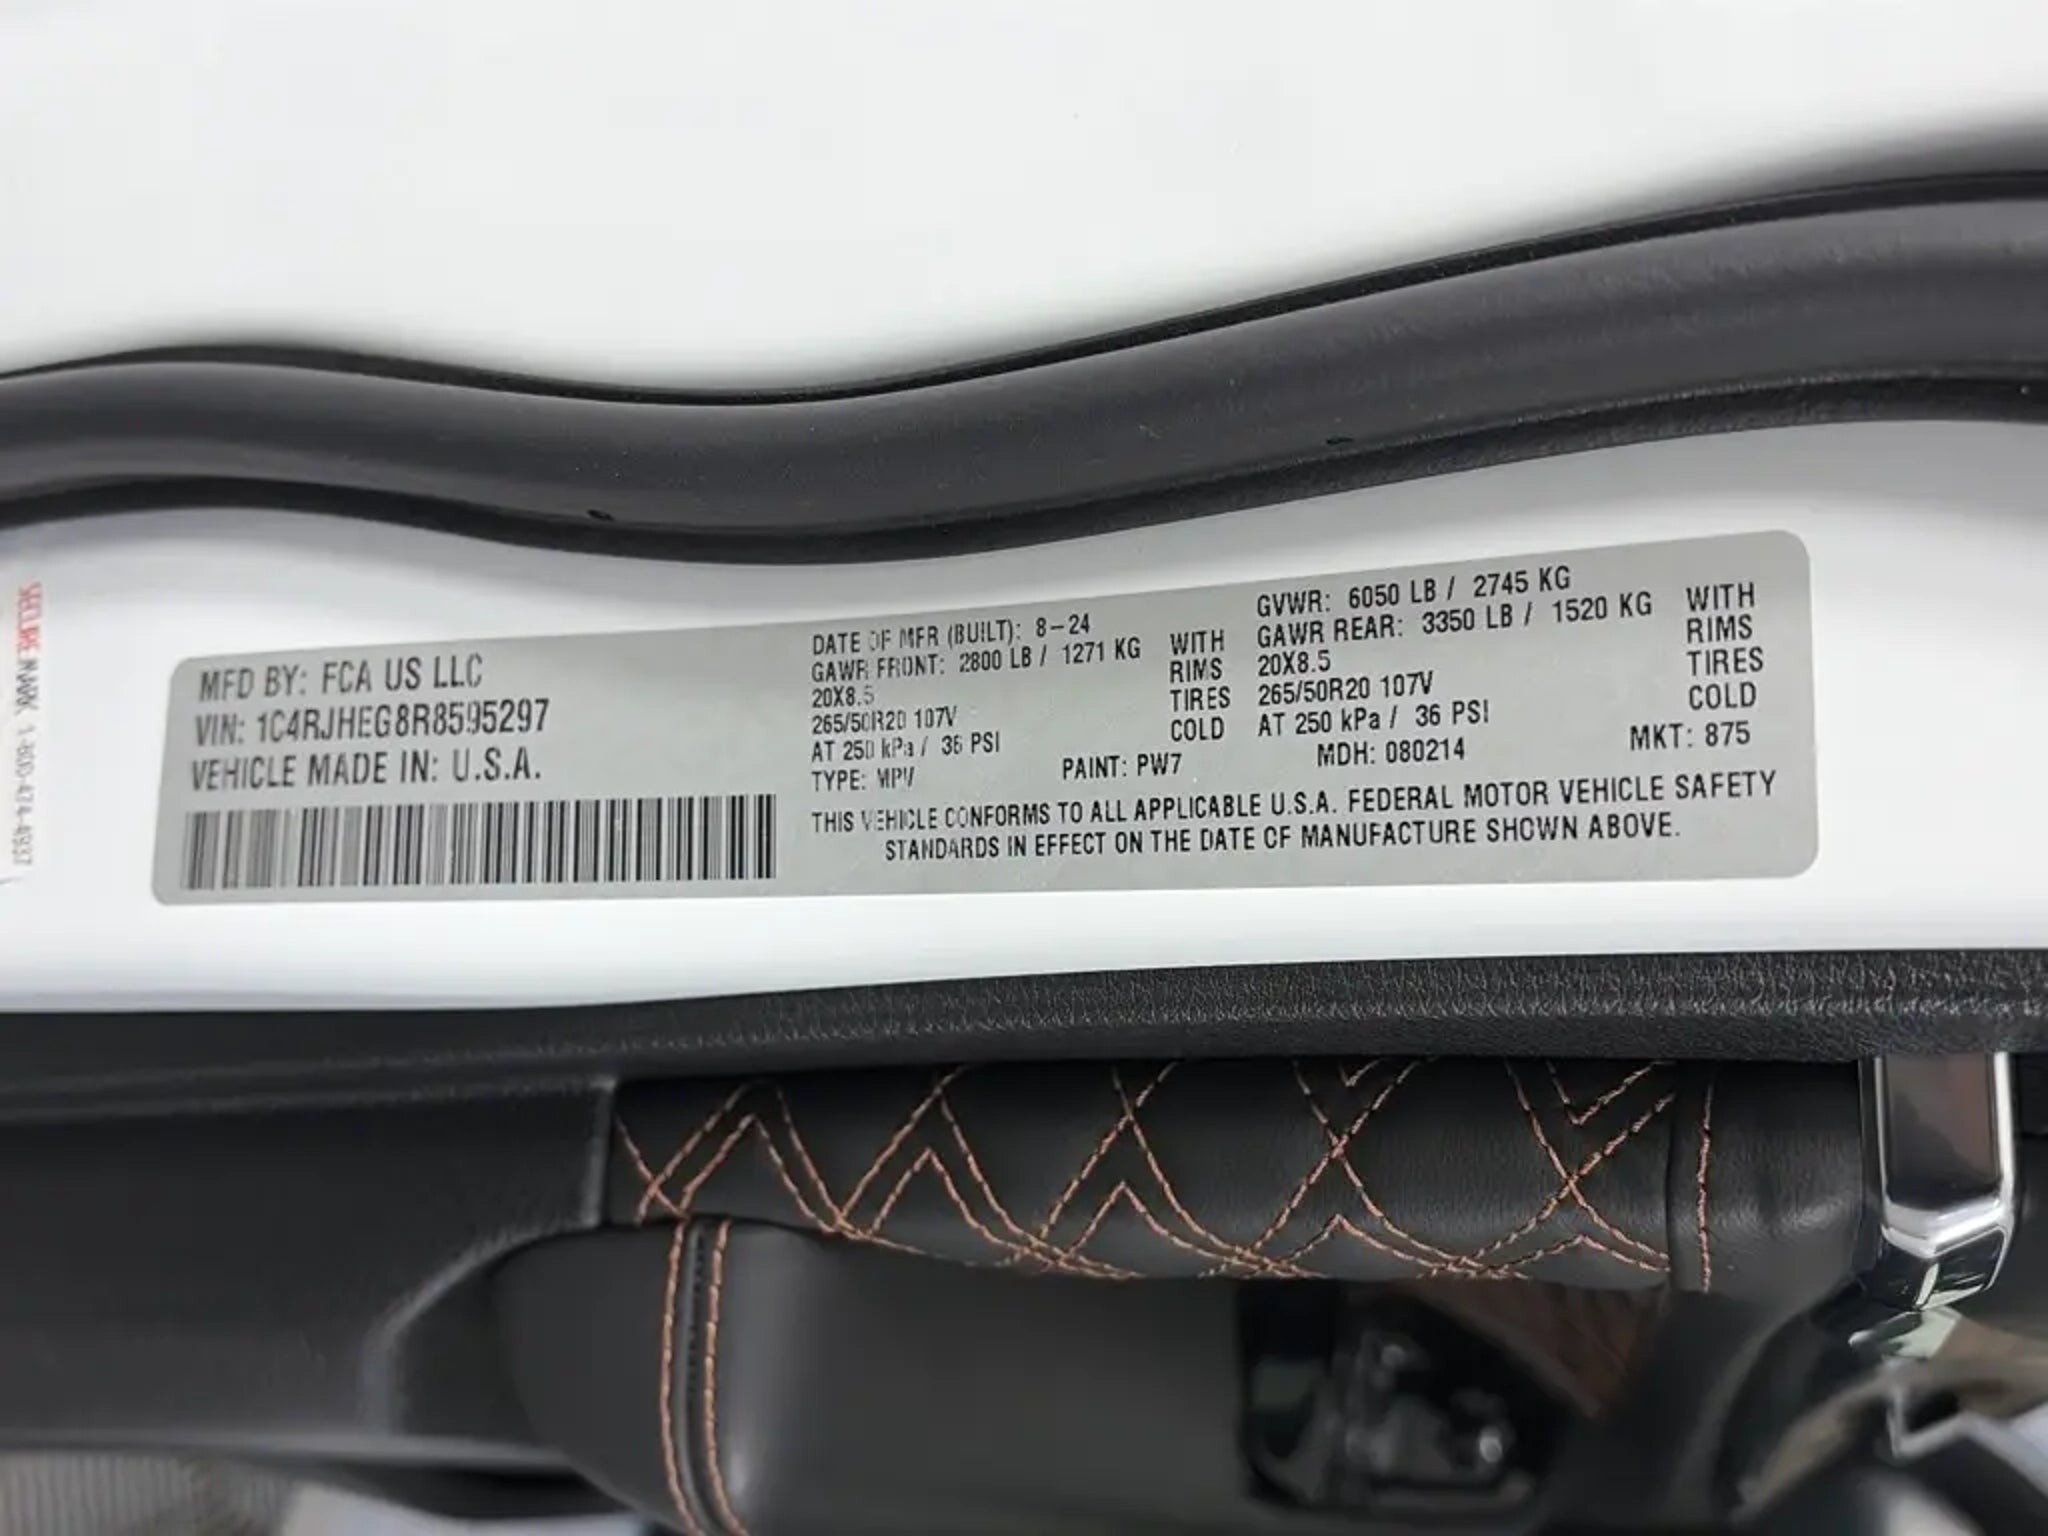 MFD BY: FCA US LLC
VIN: 1C4RJHEG8R8595297
VEHICLE MADE IN: U.S.A.
DATE OF MFR (BUILT): 8-24
GAWR FRONT: 2800 LB / 1271 KG WITH
20X8.5 RIMS
265/50R20 107V TIRES
AT 250 kPa / 36 PSI COLD
TYPE: MPV PAINT: PW7
GVWR: 6050 LB / 2745 KG
GAWR REAR: 3350 LB / 1520 KG WITH
20X8.5 RIMS
265/50R20 107V TIRES
AT 250 kPa / 36 PSI COLD
MDH: 080214 MKT: 875
THIS VEHICLE CONFORMS TO ALL APPLICABLE U.S.A. FEDERAL MOTOR VEHICLE SAFETY
STANDARDS IN EFFECT ON THE DATE OF MANUFACTURE SHOWN ABOVE.
1-800-474-4937